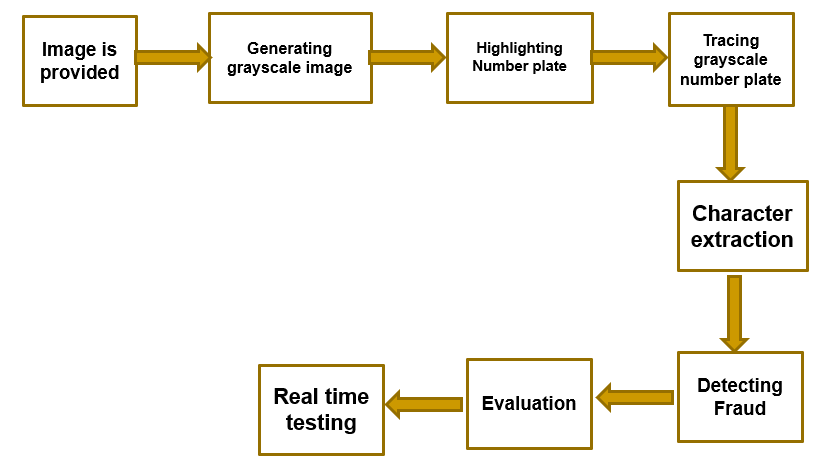 Image is
provided
Generating
grayscale image
Highlighting
Number plate
Tracing
grayscale
number plate
Character
extraction
Detecting
Fraud
Evaluation
Real time
testing